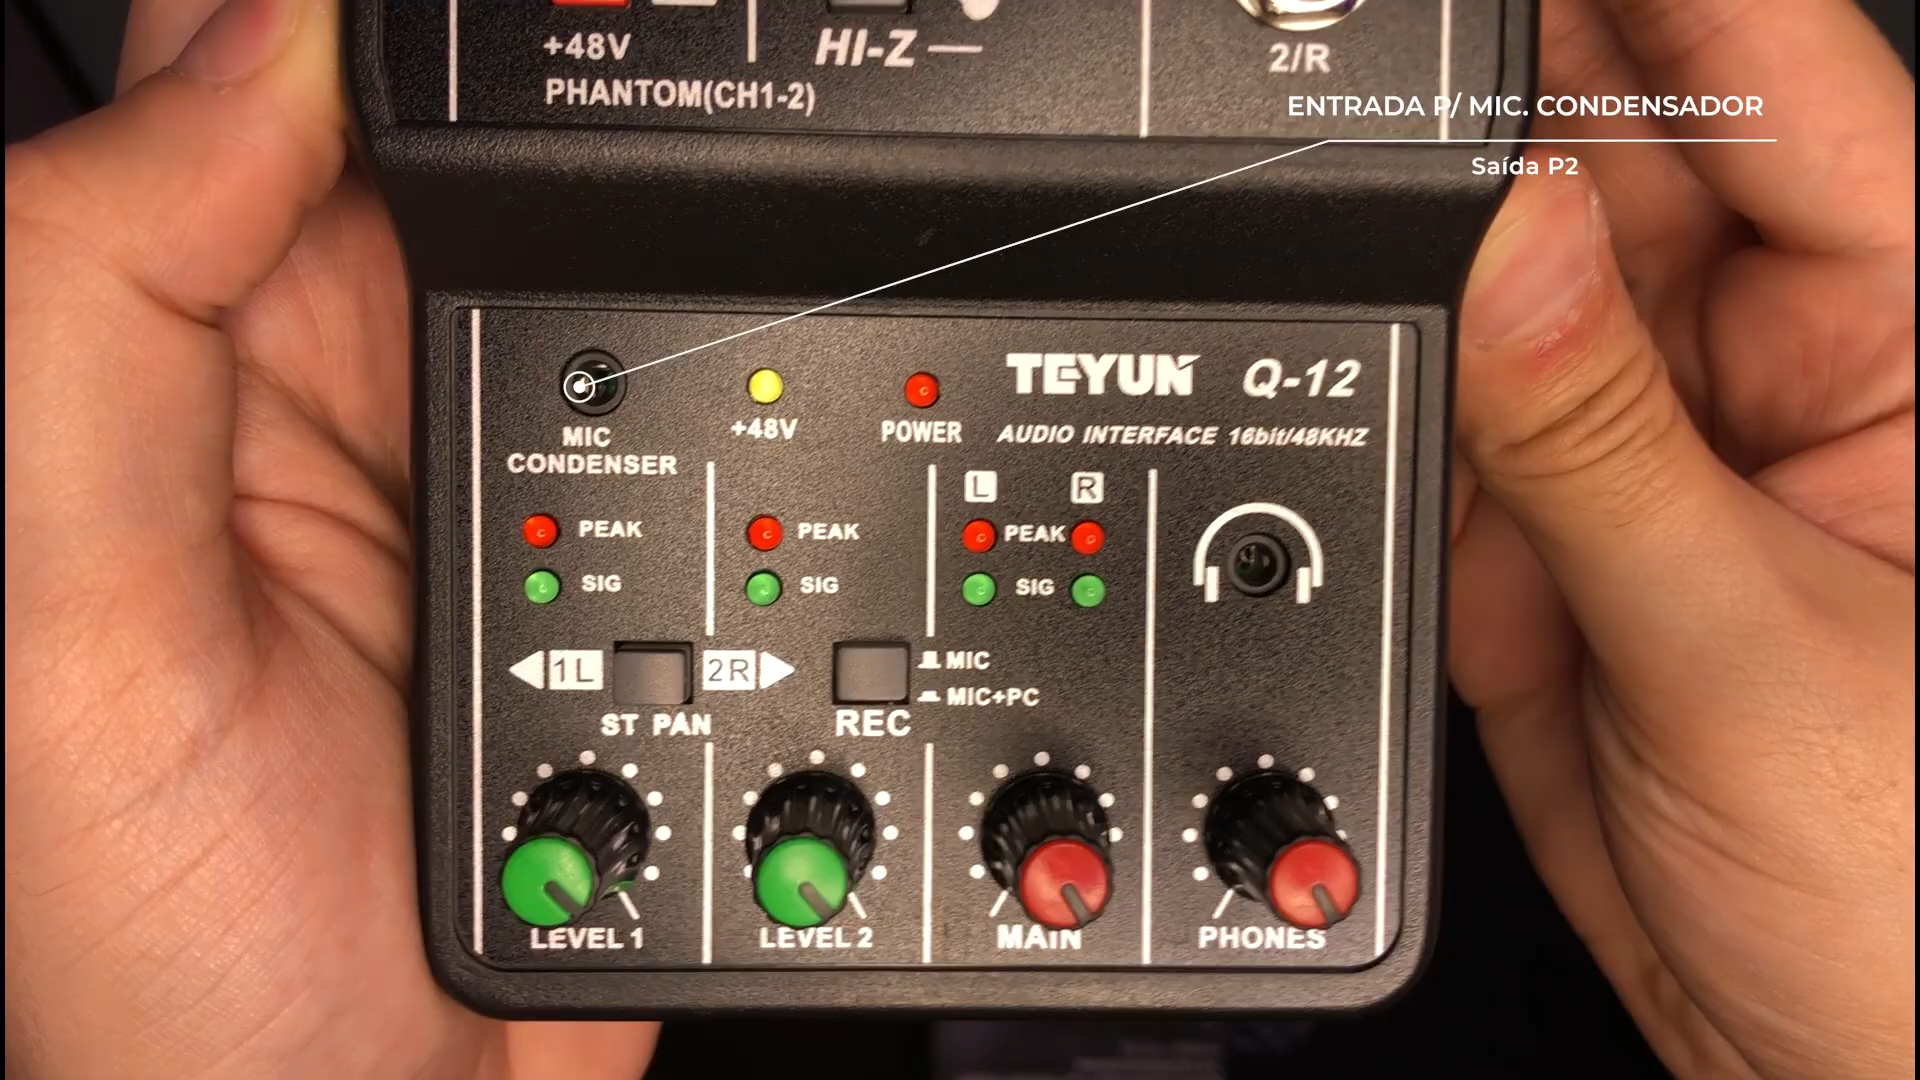 +48V
HI-Z
2/R
PHANTOM(CH1-2)
ENTRADA P/ MIC. CONDENSADOR
Saída P2
TEYUN Q-12
MIC
CONDENSER
+48V
POWER
AUDIO INTERFACE 16bit/48KHZ
L
R
PEAK
PEAK
PEAK
SIG
SIG
SIG
1L
2R
MIC
MIC+PC
ST PAN
REC
LEVEL 1
LEVEL 2
MAIN
PHONES